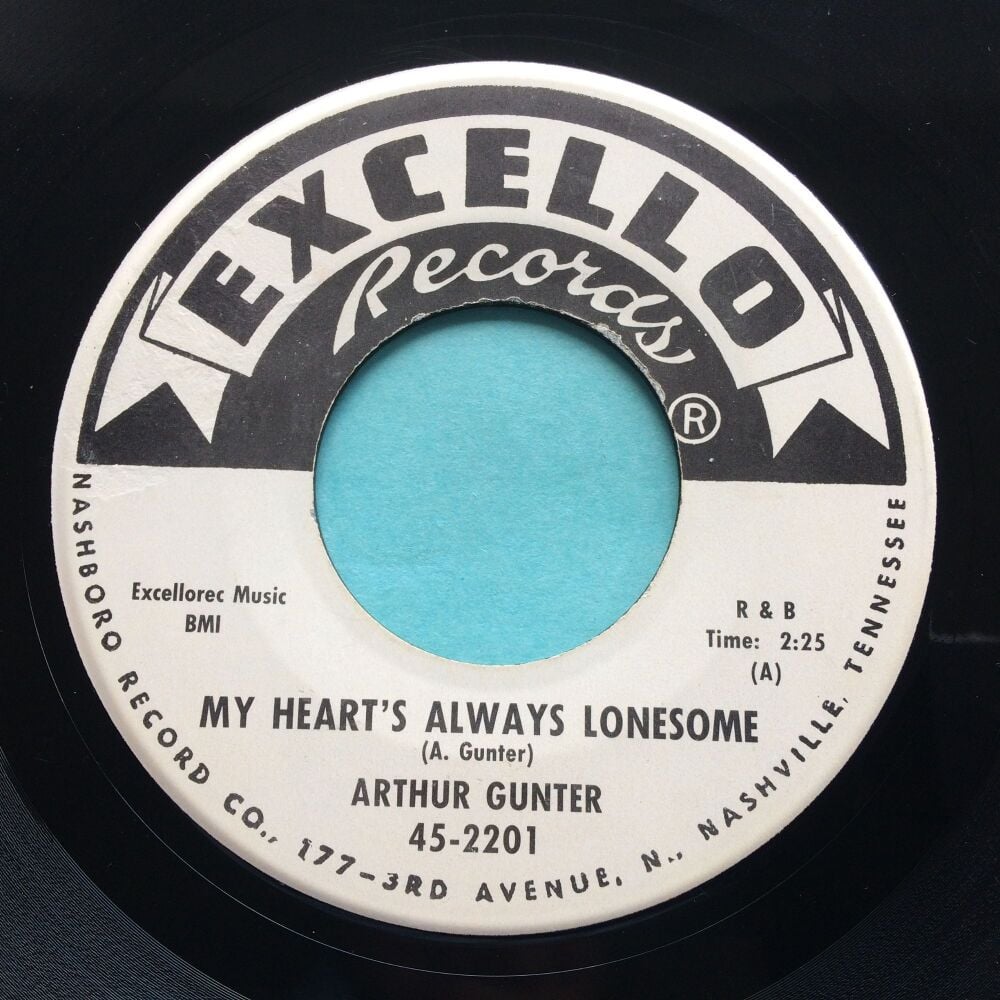 EXCELLO
Records
®
Excellorec Music
BMI
R & B
Time: 2:25
(A)
MY HEART'S ALWAYS LONESOME
(A. Gunter)
ARTHUR GUNTER
45-2201
NASHBORO RECORD CO., 177-3RD AVENUE, N., NASHVILLE, TENNESSEE